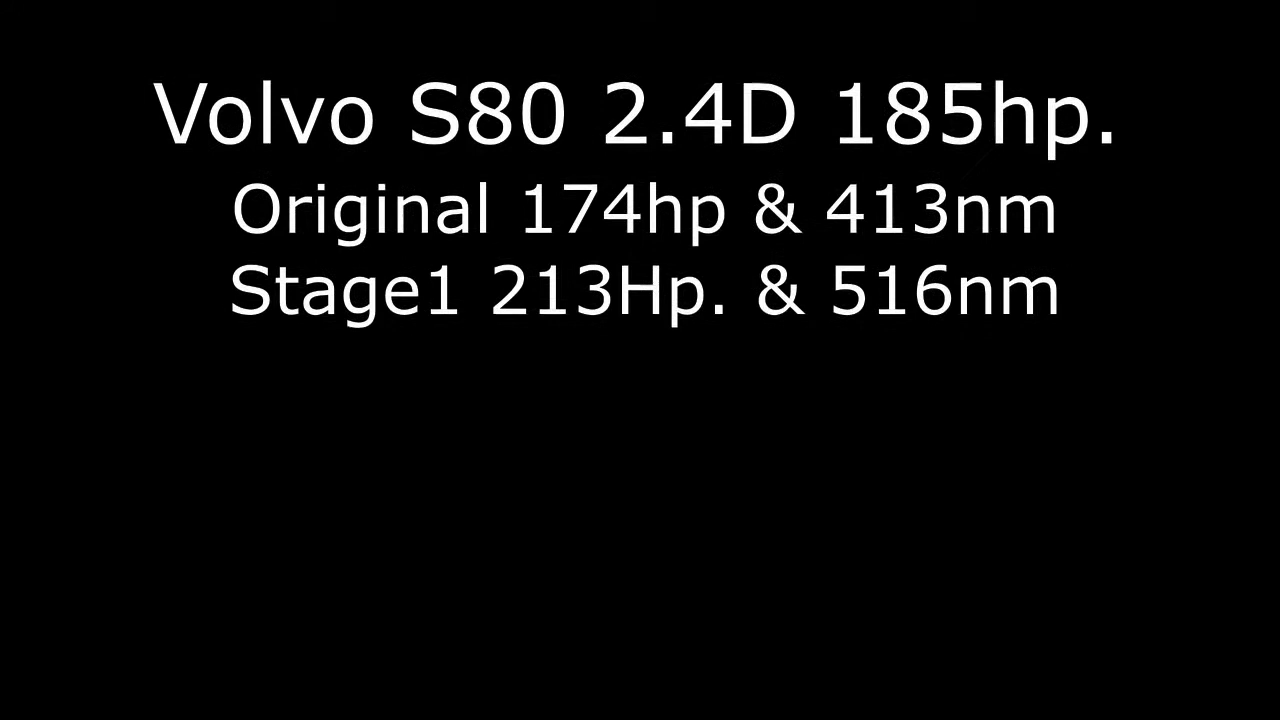 Volvo S80 2.4D 185hp.
Original 174hp & 413nm
Stage1 213Hp. & 516nm